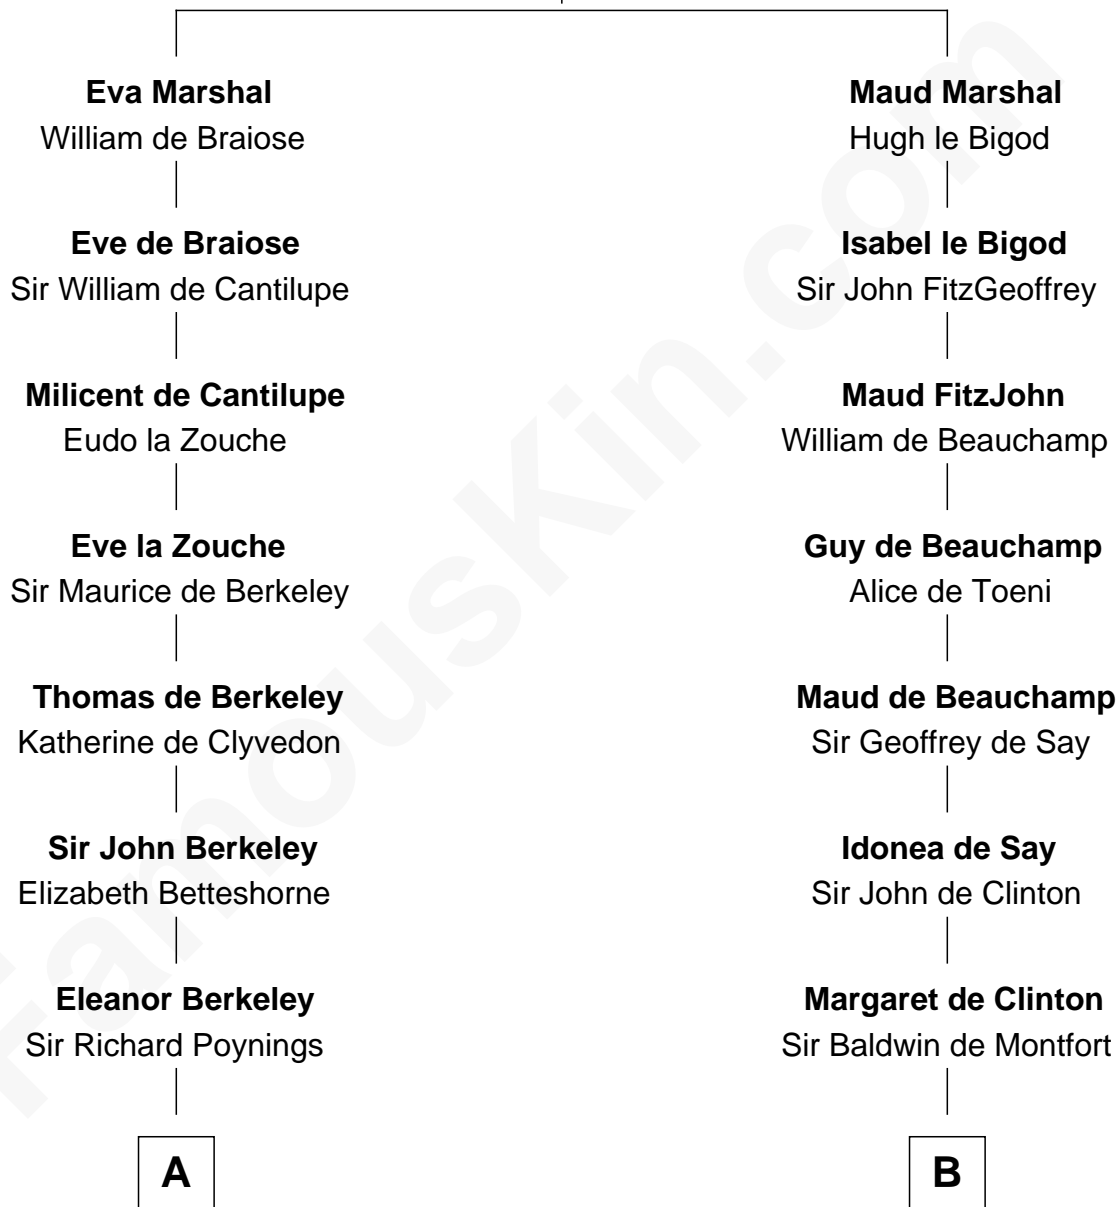 Eva Marshal
William de Braiose
Eve de Braiose
Sir William de Cantilupe
Milicent de Cantilupe
Eudo la Zouche
Eve la Zouche
Sir Maurice de Berkeley
Thomas de Berkeley
Katherine de Clyvedon
Sir John Berkeley
Elizabeth Betteshorne
Eleanor Berkeley
Sir Richard Poynings
A
Maud Marshal
Hugh le Bigod
Isabel le Bigod
Sir John FitzGeoffrey
Maud FitzJohn
William de Beauchamp
Guy de Beauchamp
Alice de Toeni
Maud de Beauchamp
Sir Geoffrey de Say
Idonea de Say
Sir John de Clinton
Margaret de Clinton
Sir Baldwin de Montfort
B
FamousKin.com